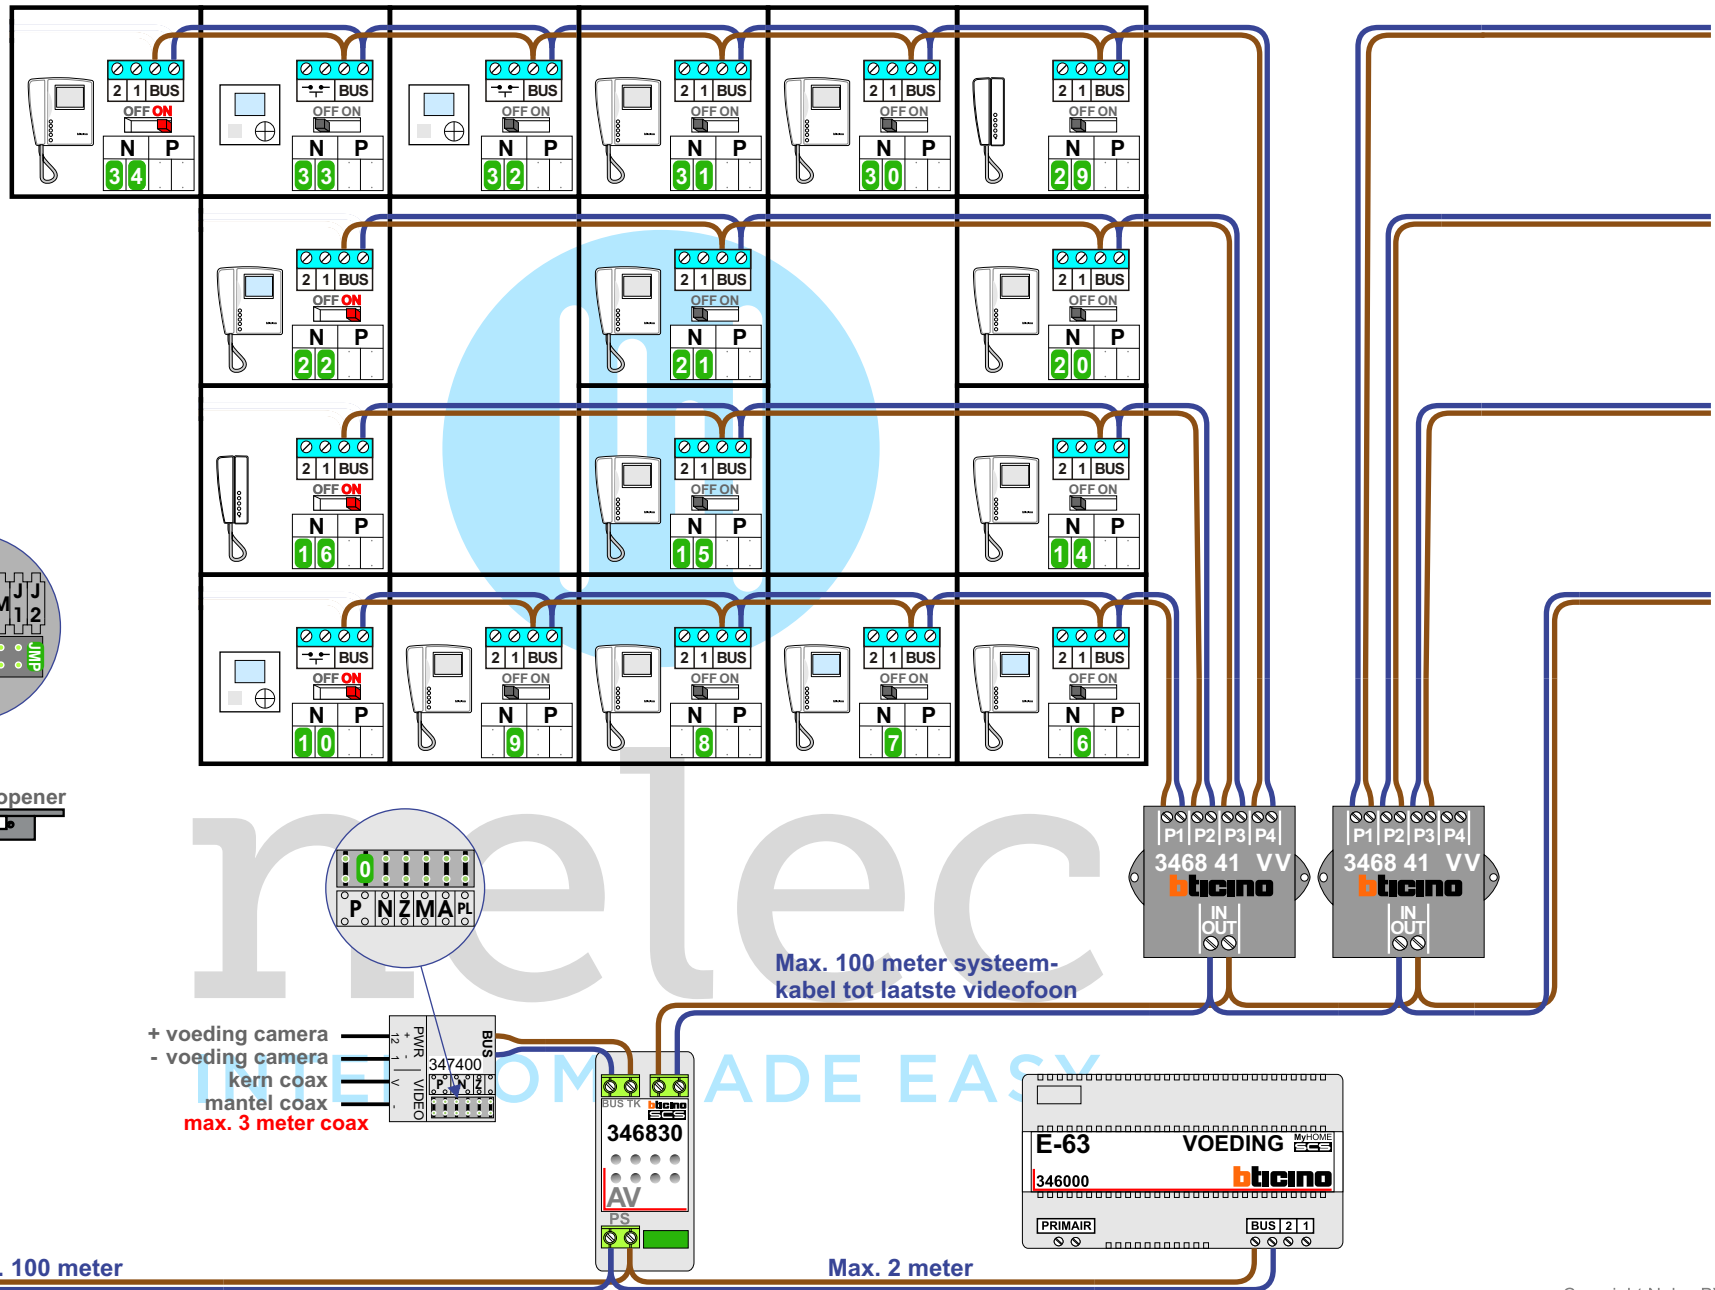 2 1 BUS
OFF ON
N P
3 4
BUS
OFF ON
N P
3 3
BUS
OFF ON
N P
3 2
2 1 BUS
OFF ON
N P
3 1
2 1 BUS
OFF ON
N P
3 0
2 1 BUS
OFF ON
N P
2 9
2 1 BUS
OFF ON
N P
2 2
2 1 BUS
OFF ON
N P
2 1
2 1 BUS
OFF ON
N P
2 0
2 1 BUS
OFF ON
N P
1 6
2 1 BUS
OFF ON
N P
1 5
2 1 BUS
OFF ON
N P
1 4
BUS
OFF ON
N P
1 0
2 1 BUS
OFF ON
N P
9
2 1 BUS
OFF ON
N P
8
2 1 BUS
OFF ON
N P
7
2 1 BUS
OFF ON
N P
6
M J1 J2
JMP
opener
nelec
INTERCOM MADE EASY
0
P N Z M A PL
P1 P2 P3 P4
3468 41 VV
bticino
IN
OUT
P1 P2 P3 P4
3468 41 VV
bticino
IN
OUT
Max. 100 meter systeem-
kabel tot laatste videofoon
+ voeding camera
- voeding camera
kern coax
mantel coax
max. 3 meter coax
12 + PWR
1 -
V VIDEO
-
BUS
347400
P N Z
BUS TK
bticino
SCS
346830
AV
PS
E-63
VOEDING
MyHOME
SCS
346000
bticino
PRIMAIR
BUS 2 1
. 100 meter
Max. 2 meter